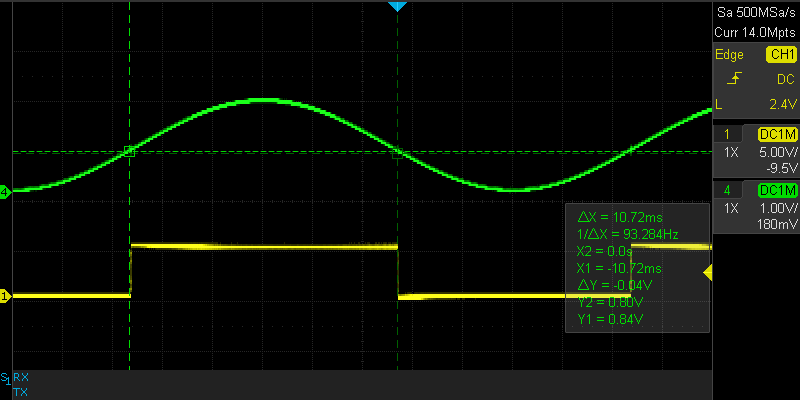 Sa 500MSa/s
Curr 14.0Mpts
Edge CH1
DC
L 2.4V
1 DC1M
1X 5.00V/
-9.5V
4 DC1M
1X 1.00V/
180mV
4
ΔX = 10.72ms
1/ΔX = 93.284Hz
X2 = 0.0s
X1 = -10.72ms
ΔY = -0.04V
Y2 = 0.80V
Y1 = 0.84V
1
S1 RX
TX